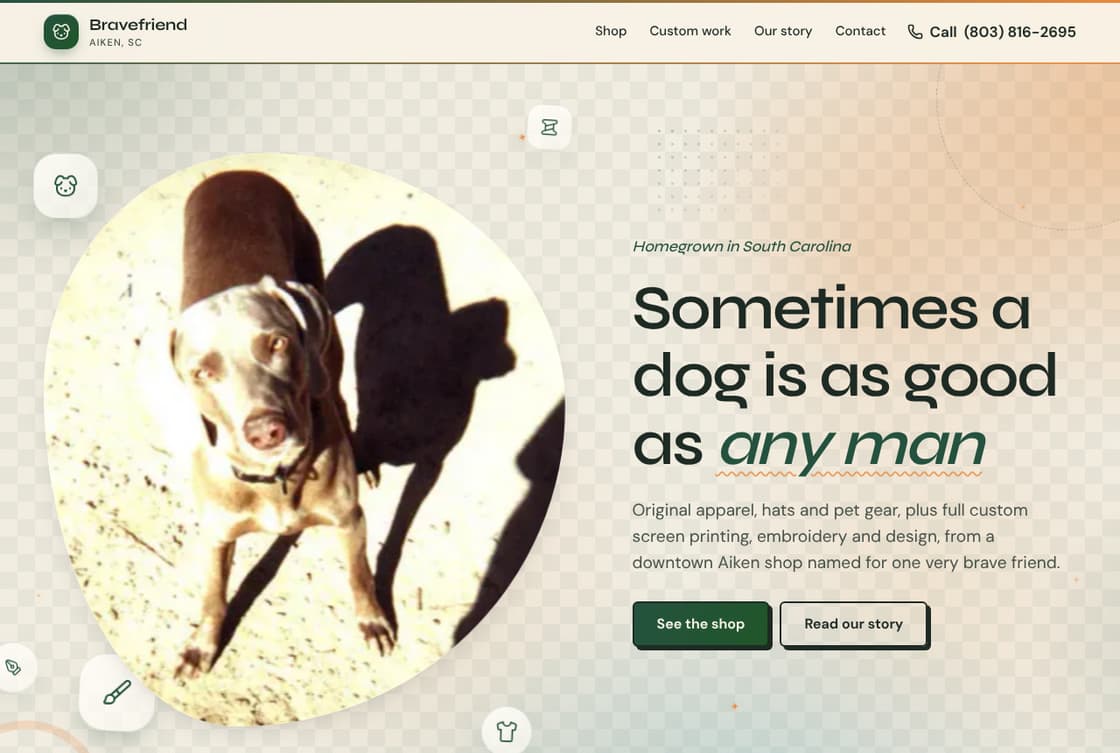 Bravefriend
AIKEN, SC
Shop
Custom work
Our story
Contact
Call (803) 816-2695
Homegrown in South Carolina
Sometimes a
dog is as good
as any man
Original apparel, hats and pet gear, plus full custom
screen printing, embroidery and design, from a
downtown Aiken shop named for one very brave friend.
See the shop
Read our story